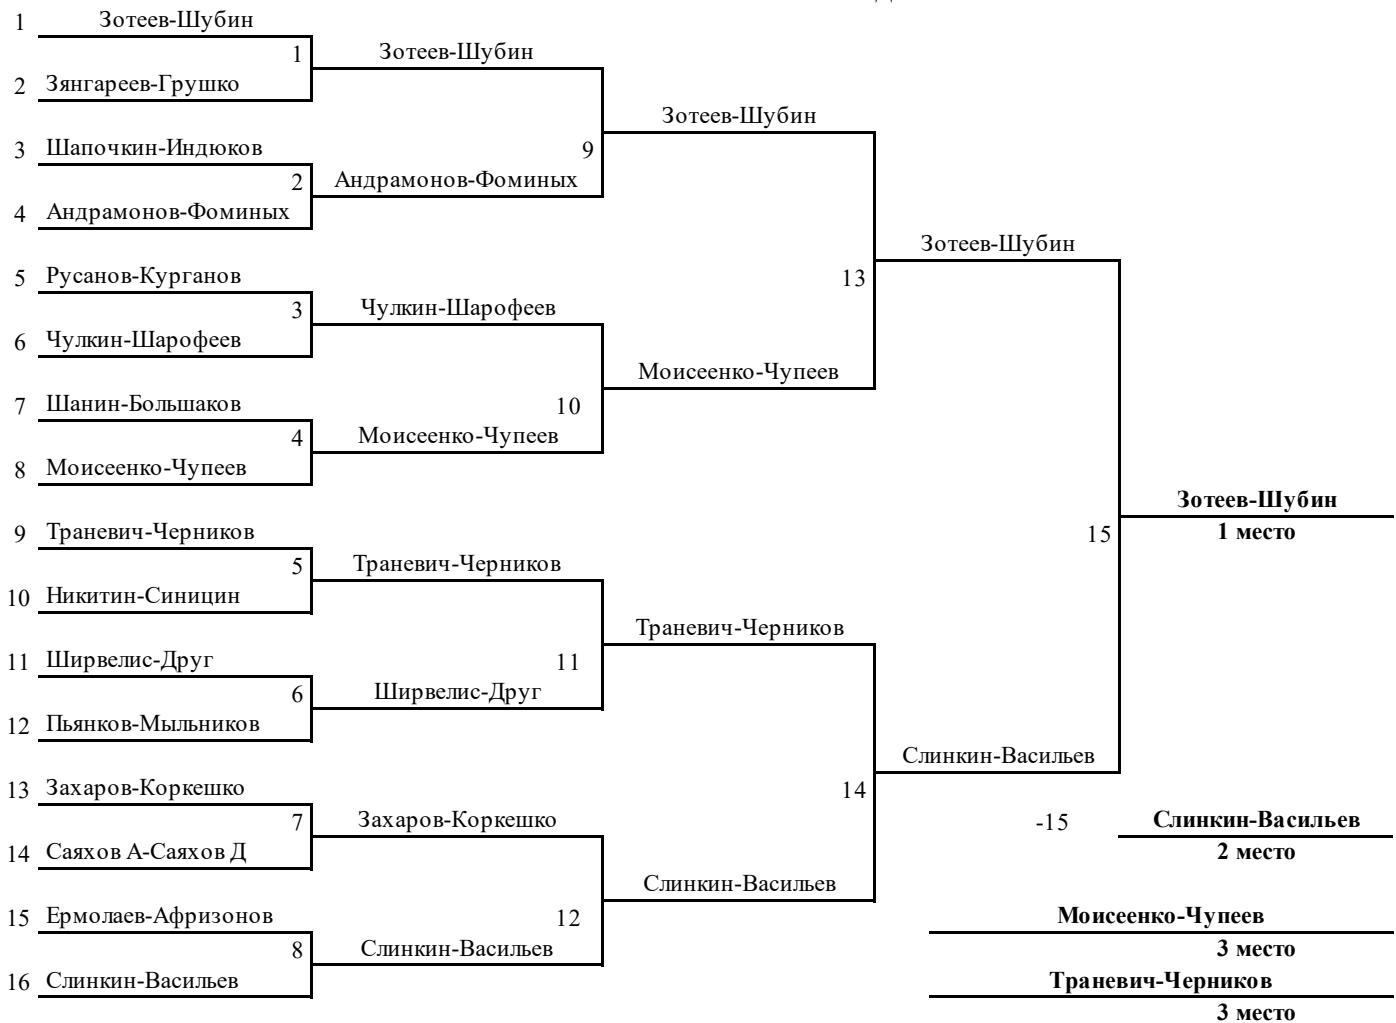 1 Зотеев-Шубин
1 Зотеев-Шубин
2 Зянгареев-Грушко
Зотеев-Шубин
3 Шапочкин-Индюков
9
2 Андрамонов-Фоминых
4 Андрамонов-Фоминых
Зотеев-Шубин
5 Русанов-Курганов
13
3 Чулкин-Шарофеев
6 Чулкин-Шарофеев
Моисеенко-Чупеев
7 Шанин-Большаков
10
4 Моисеенко-Чупеев
8 Моисеенко-Чупеев
Зотеев-Шубин
9 Траневич-Черников
15 1 место
5 Траневич-Черников
10 Никитин-Синицин
Траневич-Черников
11 Ширвелис-Друг
11
6 Ширвелис-Друг
12 Пьянков-Мыльников
Слинкин-Васильев
13 Захаров-Коркешко
14
7 Захаров-Коркешко
-15 Слинкин-Васильев
14 Саяхов А-Саяхов Д
2 место
Слинкин-Васильев
15 Ермолаев-Афризонов
12
Моисеенко-Чупеев
8 Слинкин-Васильев
3 место
16 Слинкин-Васильев
Траневич-Черников
3 место